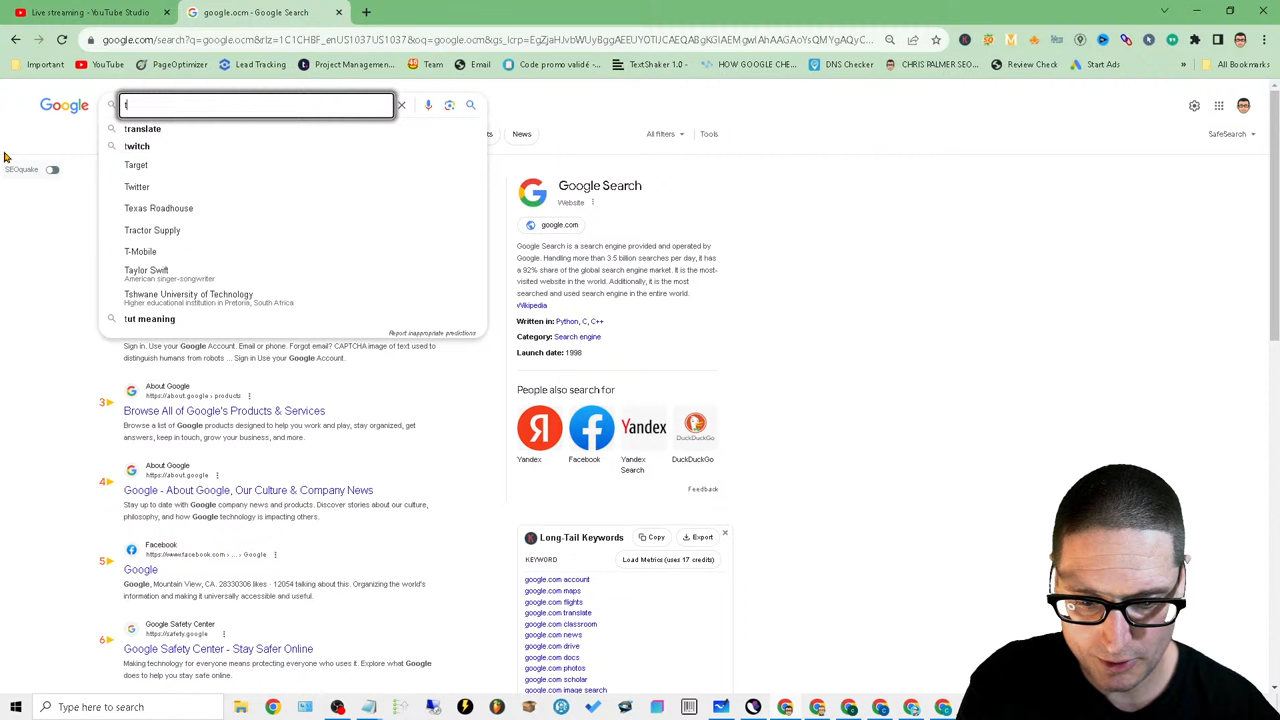 Live streaming - YouTube
google.com - Google Search
Important
YouTube
PageOptimizer
Lead Tracking
Project Managemen...
46 Team
Email
TextShaker 1.0 -
HOW GOOGLE CHE...
CHRIS PALMER SEO...
Review Directory
All Bookmarks
Google
t
SEOquake
translate
twitch
Target
Twitter
Texas Roadhouse
Tractor Supply
T-Mobile
Taylor Swift
American singer-songwriter
Tshwane University of Technology
Higher educational institution in Pretoria, South Africa
tut meaning
Report inappropriate predictions
News
All filters
Tools
SafeSearch
Sign in. Use your Google Account. Email or phone. Forgot email? CAPTCHA image of text used to
distinguish humans from robots ... Sign in Use your Google Account.
3
About Google
https://about.google › products
Browse All of Google's Products & Services
Browse a list of Google products designed to help you work and play, stay organized, get
answers, keep in touch, grow your business, and more.
4
About Google
https://about.google
Google - About Google, Our Culture & Company News
Stay up to date with Google company news and products. Discover stories about our culture,
philosophy, and how Google technology is impacting others.
5
Facebook
https://www.facebook.com › ... › Google
Google
Google, Mountain View, CA. 28330306 likes · 12054 talking about this. Organizing the world's
information and making it universally accessible and useful.
6
Google Safety Center
https://safety.google
Google Safety Center - Stay Safer Online
Making technology for everyone means protecting everyone who uses it. Explore what Google
does to help you stay safe online.
Google Search
Website
google.com
Google Search is a search engine provided and operated by
Google. Handling more than 3.5 billion searches per day, it has
a 92% share of the global search engine market. It is the most-
visited website in the world. Additionally, it is the most
searched and used search engine in the entire world.
Wikipedia
Written in: Python, C, C++
Category: Search engine
Launch date: 1998
People also search for
Yandex
Yandex
Facebook
Yandex
Search
DuckDuckGo
DuckDuckGo
Feedback
Long-Tail Keywords
Copy
Export
KEYWORD
Load Metrics (uses 17 credits)
google.com account
google.com maps
google.com flights
google.com translate
google.com classroom
google.com news
google.com drive
google.com docs
google.com photos
google.com scholar
google.com image search
Type here to search